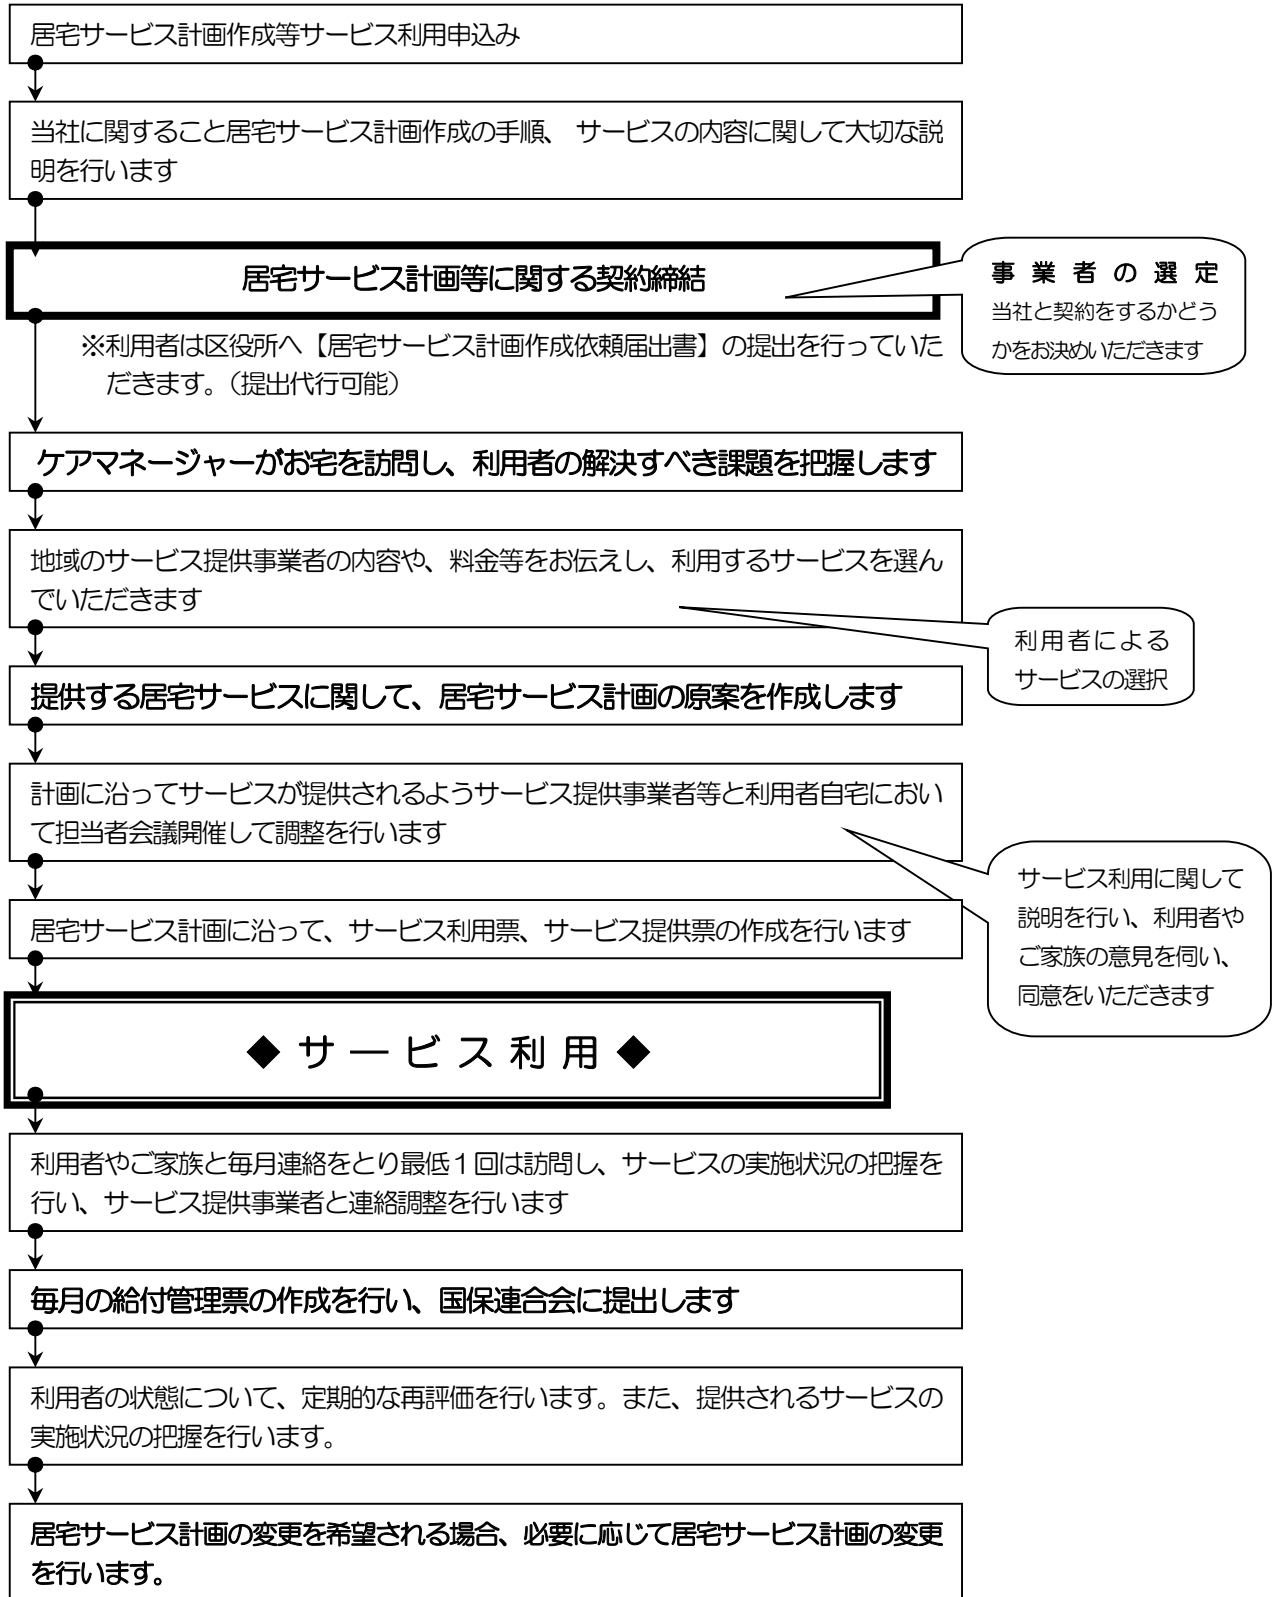 居宅サービス計画作成等サービス利用申込み
当社に関すること居宅サービス計画作成の手順、 サービスの内容に関して大切な説
明を行います
居宅サービス計画等に関する契約締結
事 業 者 の 選 定
当社と契約をするかどう
かをお決めいただきます
※利用者は区役所へ【居宅サービス計画作成依頼届出書】の提出を行っていた
だきます。（提出代行可能）
ケアマネージャーがお宅を訪問し、利用者の解決すべき課題を把握します
地域のサービス提供事業者の内容や、料金等をお伝えし、利用するサービスを選ん
でいただきます
利用者による
サービスの選択
提供する居宅サービスに関して、居宅サービス計画の原案を作成します
計画に沿ってサービスが提供されるようサービス提供事業者等と利用者自宅におい
て担当者会議開催して調整を行います
サービス利用に関して
説明を行い、利用者や
ご家族の意見を伺い、
同意をいただきます
居宅サービス計画に沿って、サービス利用票、サービス提供票の作成を行います
◆ サ ー ビ ス 利 用 ◆
利用者やご家族と毎月連絡をとり最低１回は訪問し、サービスの実施状況の把握を
行い、サービス提供事業者と連絡調整を行います
毎月の給付管理票の作成を行い、国保連合会に提出します
利用者の状態について、定期的な再評価を行います。また、提供されるサービスの
実施状況の把握を行います。
居宅サービス計画の変更を希望される場合、必要に応じて居宅サービス計画の変更
を行います。